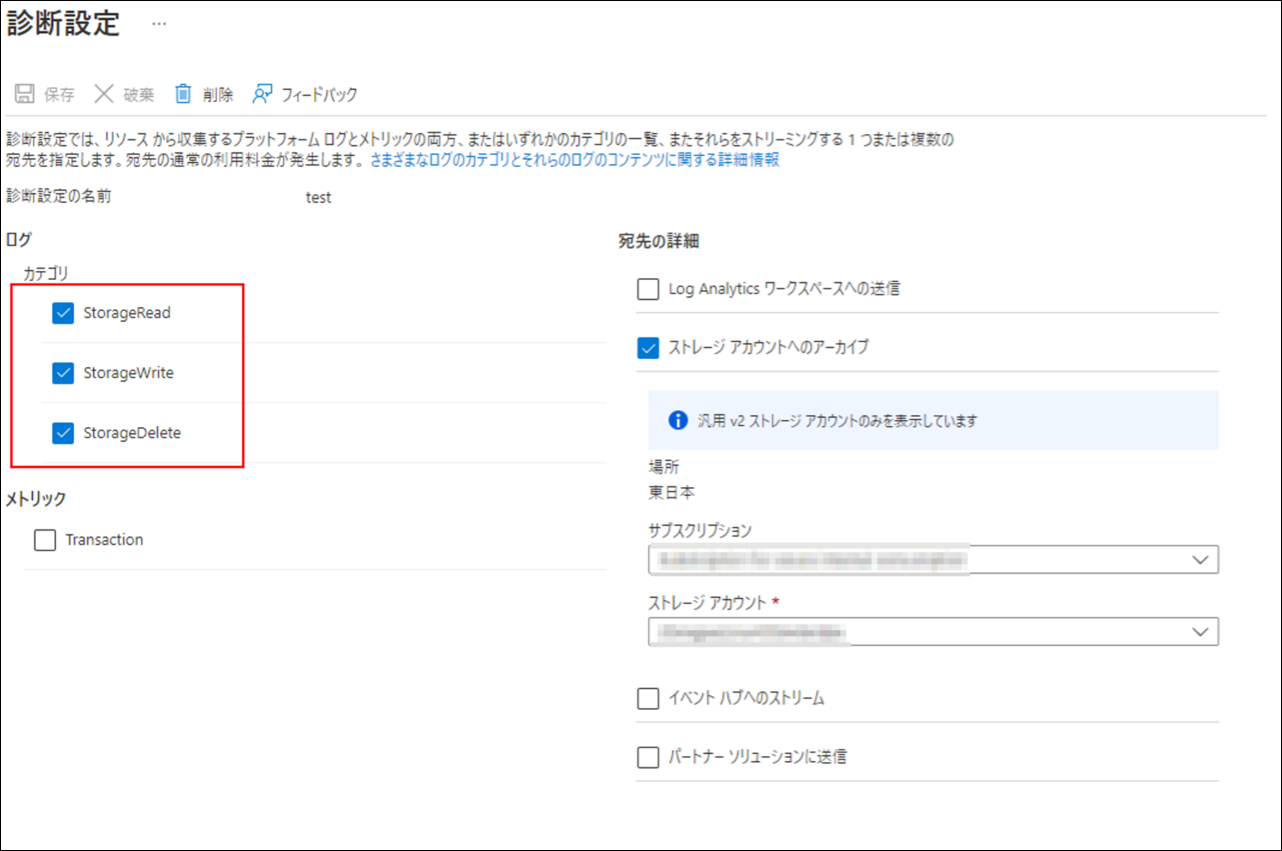 診断設定 …
保存 破棄 削除 フィードバック
診断設定では、リソース から収集するプラットフォーム ログとメトリックの両方、またはいずれかのカテゴリの一覧、またそれらをストリーミングする 1 つまたは複数の
宛先を指定します。宛先の通常の利用料金が発生します。 さまざまなログのカテゴリとそれらのログのコンテンツに関する詳細情報
診断設定の名前 test
ログ
カテゴリ
StorageRead
StorageWrite
StorageDelete
メトリック
Transaction
宛先の詳細
Log Analytics ワークスペースへの送信
ストレージ アカウントへのアーカイブ
汎用 v2 ストレージ アカウントのみを表示しています
場所
東日本
サブスクリプション
ストレージ アカウント *
イベント ハブへのストリーム
パートナー ソリューションに送信